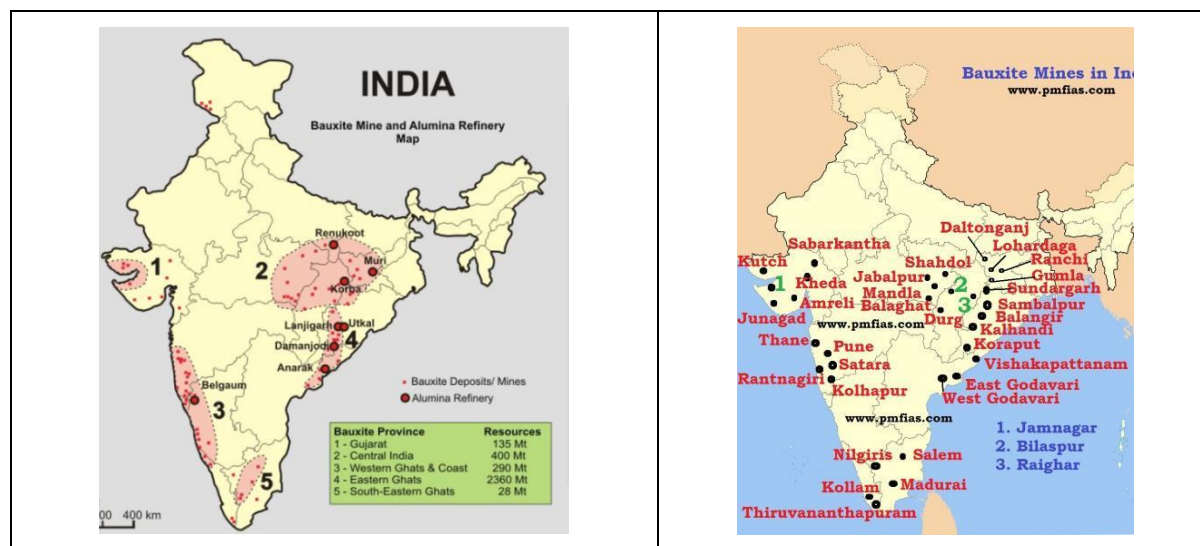 INDIA
Bauxite Mine and Alumina Refinery
Map
Renukoot
Muri
Korba
Lanjigarh
Utkal
Damanjodi
Anarak
Belgaum
1
2
3
4
5
Bauxite Deposits/ Mines
Alumina Refinery
Bauxite Province Resources
1 - Gujarat 135 Mt
2 - Central India 400 Mt
3 - Western Ghats & Coast 290 Mt
4 - Eastern Ghats 2360 Mt
5 - South-Eastern Ghats 28 Mt
00 400 km
Bauxite Mines in In
www.pmfias.com
Daltonganj
Lohardaga
Ranchi
Gumla
Sundargarh
Sambalpur
Balangir
Kalhandi
Koraput
Vishakapattanam
East Godavari
West Godavari
Sabarkantha
Kutch
Kheda
1
Amreli
Junagad
Shahdol
Jabalpur
2
Mandla
3
Balaghat
Durg
www.pmfias.com
Thane
Pune
Satara
Rantnagiri
Kolhapur
www.pmfias.com
1. Jamnagar
2. Bilaspur
3. Raighar
Nilgiris
Salem
Kollam
Madurai
Thiruvananthapuram